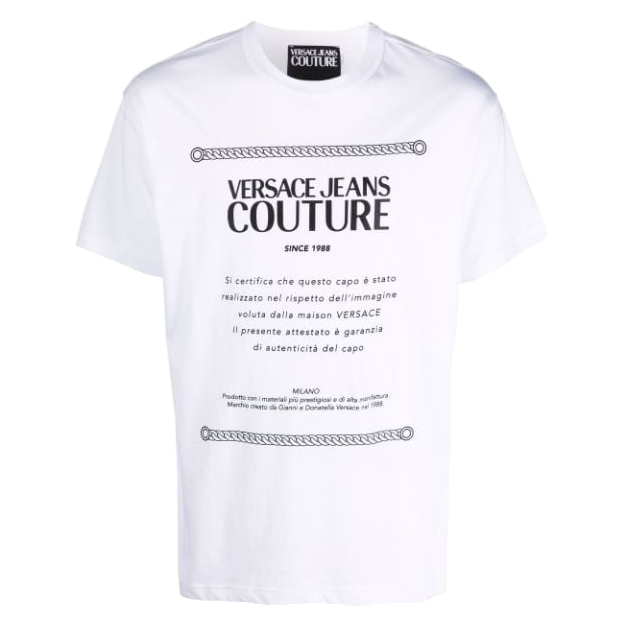 VERSACE JEANS
COUTURE
VERSACE JEANS
COUTURE
SINCE 1988
Si certifica che questo capo è stato
realizzato nel rispetto dell'immagine
voluta dalla maison VERSACE
Il presente attestato è garanzia
di autenticità del capo
MILANO
Prodotto con i materiali più prestigiosi e di alta manifattura.
Marchio creato da Gianni e Donatella Versace nel 1988.